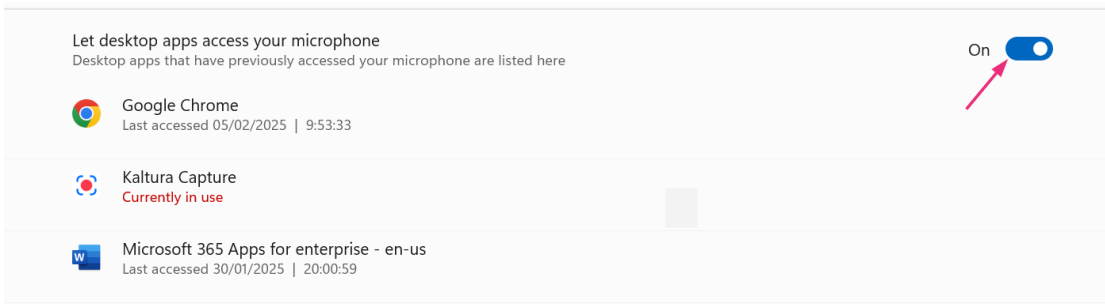 Let desktop apps access your microphone
Desktop apps that have previously accessed your microphone are listed here
On
Google Chrome
Last accessed 05/02/2025 | 9:53:33
Kaltura Capture
Currently in use
W
Microsoft 365 Apps for enterprise - en-us
Last accessed 30/01/2025 | 20:00:59